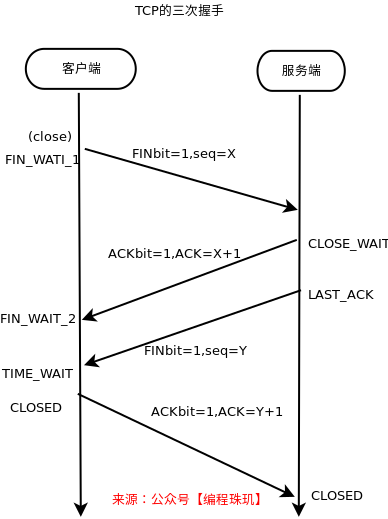 TCP的三次握手
客户端
服务端
(close)
FIN_WATI_1
FINbit=1,seq=X
CLOSE_WAIT
ACKbit=1,ACK=X+1
LAST_ACK
FIN_WAIT_2
FINbit=1,seq=Y
TIME_WAIT
CLOSED
ACKbit=1,ACK=Y+1
CLOSED
来源：公众号【编程珠玑】